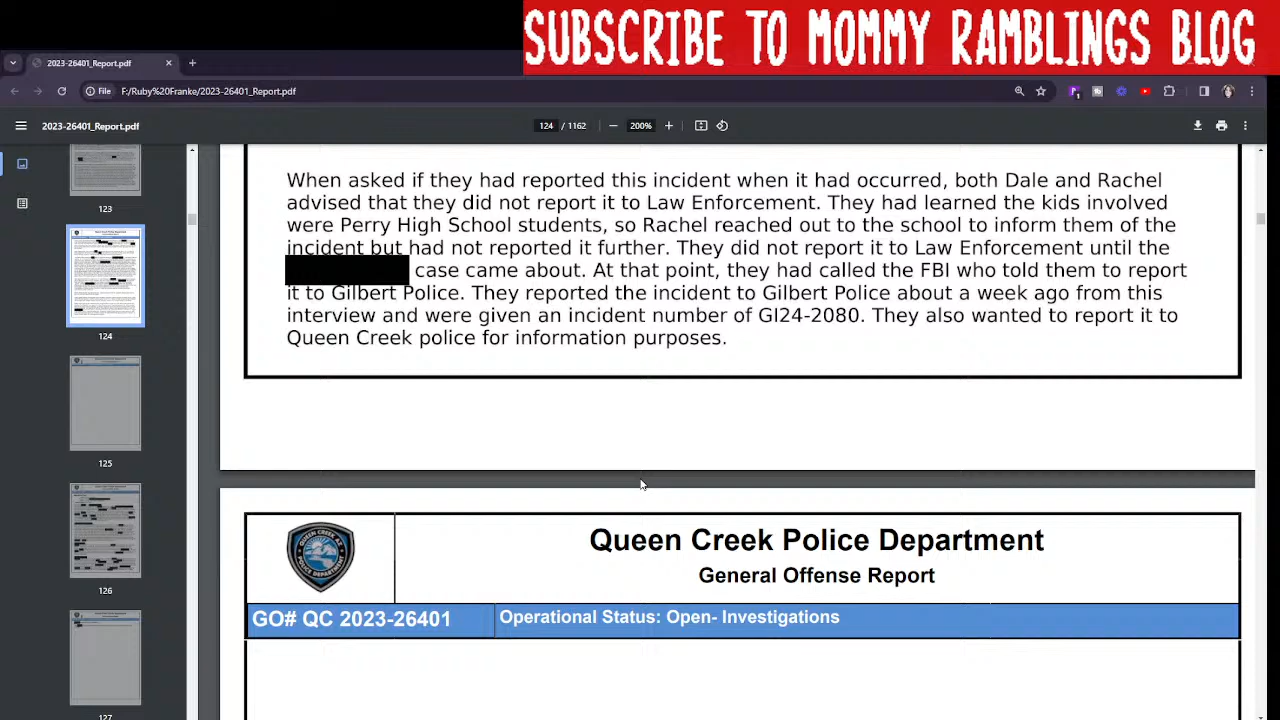 SUBSCRIBE TO MOMMY RAMBLINGS BLOG
2023-26401_Report.pdf
File F:/Ruby%20Franke/2023-26401_Report.pdf
2023-26401_Report.pdf 124 / 1162 200%
123
When asked if they had reported this incident when it had occurred, both Dale and Rachel
advised that they did not report it to Law Enforcement. They had learned the kids involved
were Perry High School students, so Rachel reached out to the school to inform them of the
incident but had not reported it further. They did not report it to Law Enforcement until the
case came about. At that point, they had called the FBI who told them to report
it to Gilbert Police. They reported the incident to Gilbert Police about a week ago from this
interview and were given an incident number of GI24-2080. They also wanted to report it to
Queen Creek police for information purposes.
124
125
126
127
Queen Creek Police Department
General Offense Report
GO# QC 2023-26401 Operational Status: Open- Investigations